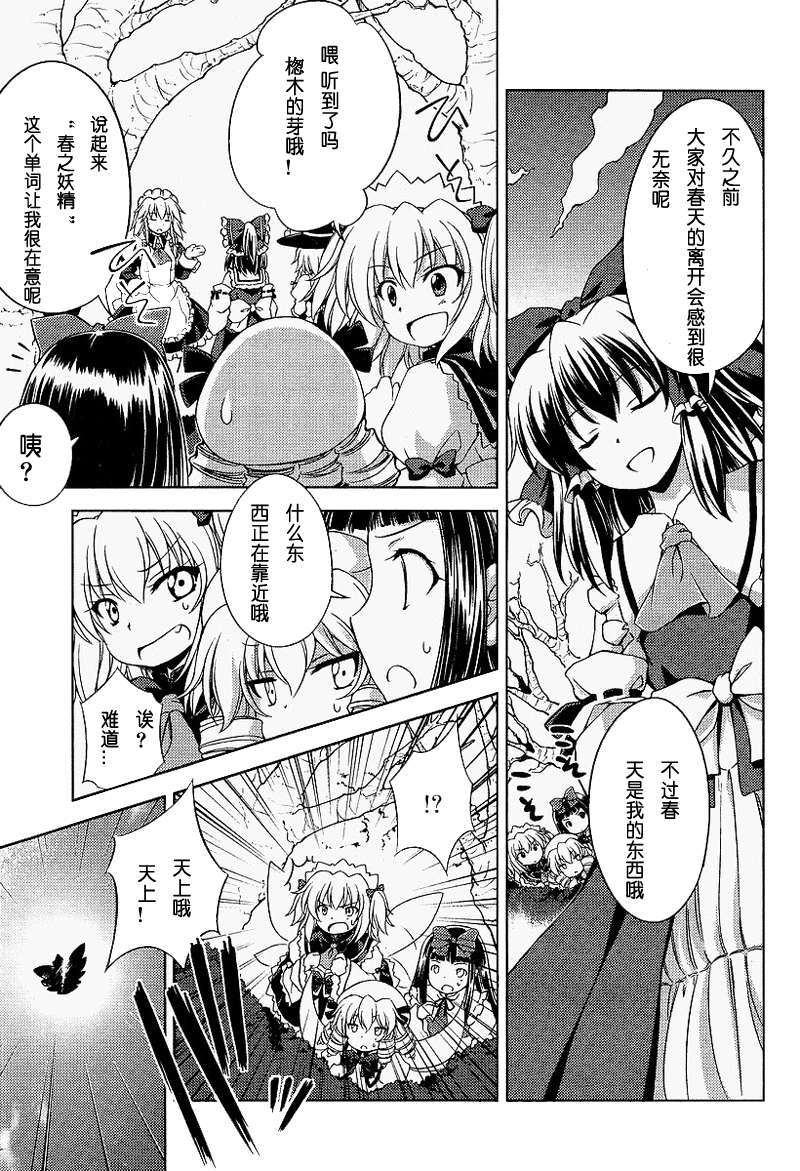 不久之前
大家对春天的离开会感到很
无奈呢
不过春
天是我的东西哦
喂 听到了吗
楤木的芽哦！
说起来
“春之妖精”
这个单词让我很在意呢
咦？
什么东
西正在靠近哦
诶？
难道…
!?
天上哦
天上！